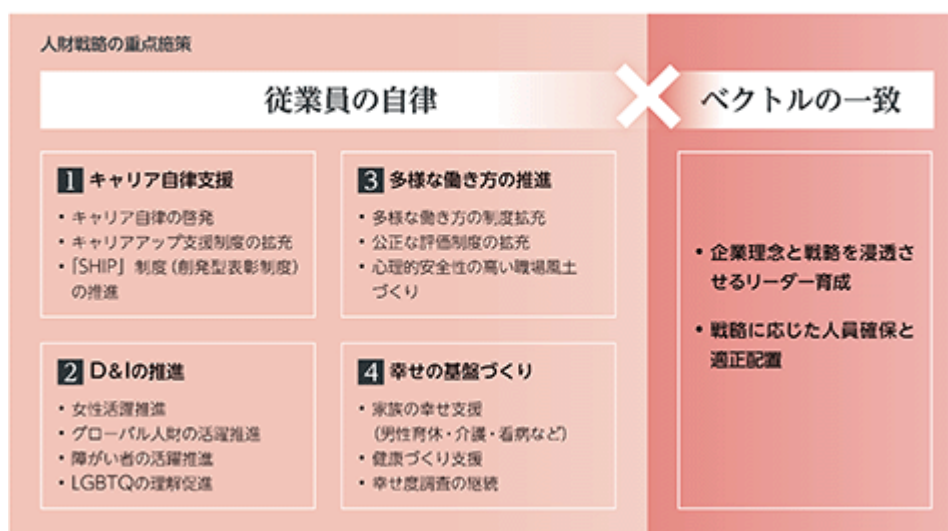 人財戦略の重点施策
従業員の自律
ベクトルの一致
1 キャリア自律支援
・キャリア自律の啓発
・キャリアアップ支援制度の拡充
・「SHIP」制度(創発型表彰制度)
の推進
2 D&Iの推進
・女性活躍推進
・グローバル人財の活躍推進
・障がい者の活躍推進
・LGBTQの理解促進
3 多様な働き方の推進
・多様な働き方の制度拡充
・公正な評価制度の拡充
・心理的安全性の高い職場風土
づくり
4 幸せの基盤づくり
・家族の幸せ支援
(男性育休・介護・看病など)
・健康づくり支援
・幸せ度調査の継続
・企業理念と戦略を浸透さ
せるリーダー育成
・戦略に応じた人員確保と
適正配置